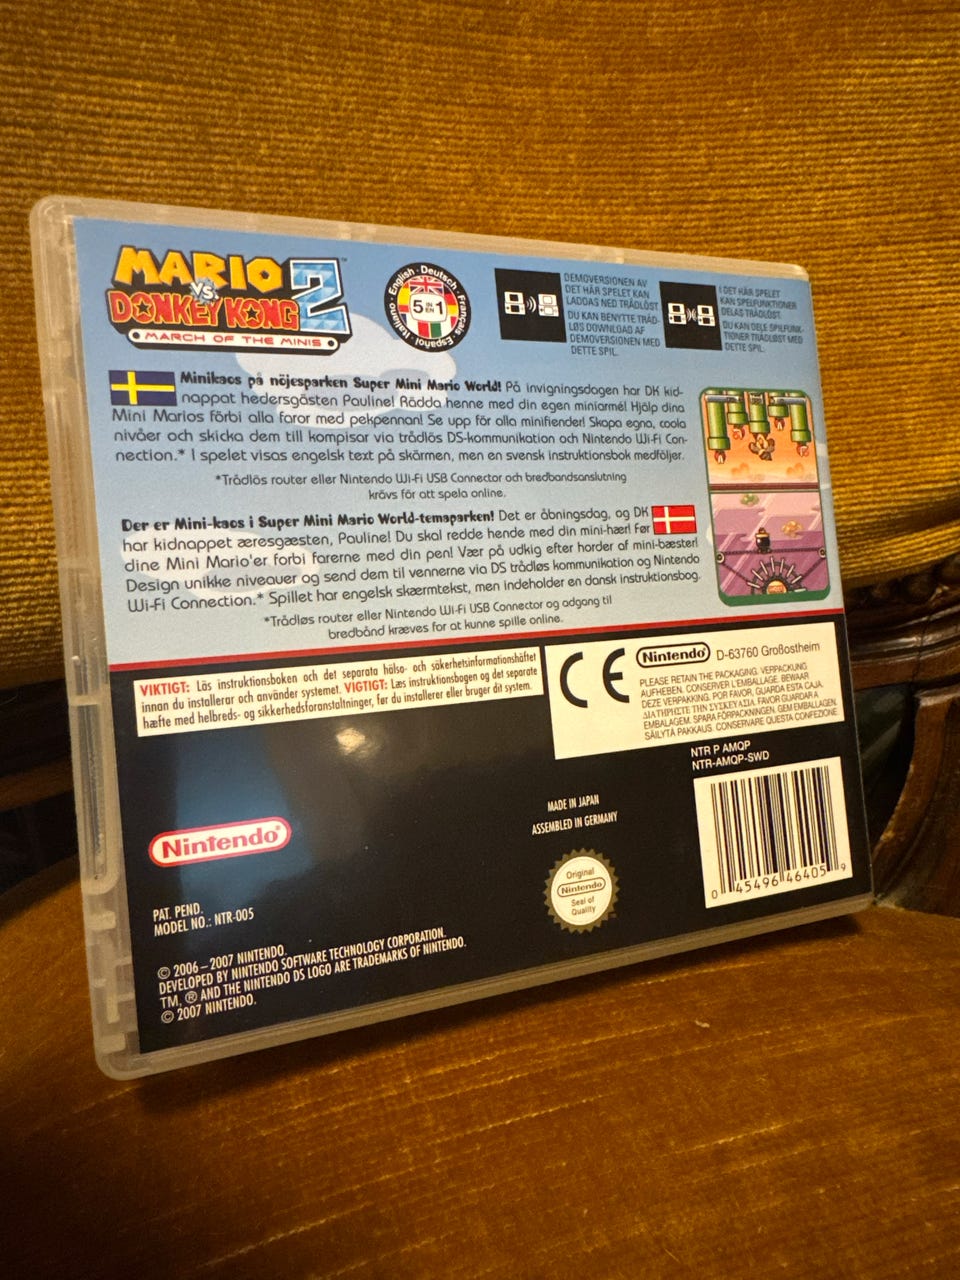 MARIO
VS.
DONKEY KONG 2™
MARCH OF THE MINIS
English · Deutsch · Français · Español · Italiano
5 IN EN 1
DEMOVERSIONEN AV
DET HÄR SPELET KAN
LADDAS NED TRÅDLÖST.
DU KAN BENYTTE TRÅD-
LØS DOWNLOAD AF
DEMOVERSIONEN MED
DETTE SPIL.
I DET HÄR SPELET
KAN SPELFUNKTIONER
DELAS TRÅDLÖST.
DU KAN DELE SPILFUNK-
TIONER TRÅDLØST MED
DETTE SPIL.
Minikaos på nöjesparken Super Mini Mario World! På invigningsdagen har DK kid-
nappat hedersgästen Pauline! Rädda henne med din egen miniarmé! Hjälp dina
Mini Marios förbi alla faror med pekpennan! Se upp för alla minifiender! Skapa egna, coola
nivåer och skicka dem till kompisar via trådlös DS-kommunikation och Nintendo Wi-Fi Con-
nection.* I spelet visas engelsk text på skärmen, men en svensk instruktionsbok medföljer.
*Trådlös router eller Nintendo Wi-Fi USB Connector och bredbandsanslutning
krävs för att spela online.
Der er Mini-kaos i Super Mini Mario World-temaparken! Det er åbningsdag, og DK
har kidnappet æresgæsten, Pauline! Du skal redde hende med din mini-hær! Før
dine Mini Mario'er forbi farerne med din pen! Vær på udkig efter horder af mini-bæster!
Design unikke niveauer og send dem til vennerne via DS trådløs kommunikation og Nintendo
Wi-Fi Connection.* Spillet har engelsk skærmtekst, men indeholder en dansk instruktionsbog.
*Trådløs router eller Nintendo Wi-Fi USB Connector og adgang til
bredbånd kræves for at kunne spille online.
VIKTIGT: Läs instruktionsboken och det separata hälso- och säkerhetsinformationshäftet
innan du installerar och använder systemet. VIGTIGT: Læs instruktionsbogen og det separate
hæfte med helbreds- og sikkerhedsforanstaltninger, før du installerer eller bruger dit system.
CE
Nintendo® D-63760 Großostheim
PLEASE RETAIN THE PACKAGING. VERPACKUNG
AUFHEBEN. CONSERVER L'EMBALLAGE. BEWAAR
DEZE VERPAKKING. POR FAVOR, GUARDA ESTA CAJA.
ΔΙΑΤΗΡΗΣΤΕ ΤΗΝ ΣΥΣΚΕΥΑΣΙΑ. FAVOR GUARDAR A
EMBALAGEM. SPARA FÖRPACKNINGEN. GEM EMBALLAGEN.
SÄILYTÄ PAKKAUS. CONSERVARE QUESTA CONFEZIONE.
NTR P AMQP
NTR-AMQP-SWD
0 45496 46405 9
MADE IN JAPAN
ASSEMBLED IN GERMANY
Original
Nintendo
Seal of
Quality
Nintendo®
PAT. PEND.
MODEL NO.: NTR-005
© 2006–2007 NINTENDO.
DEVELOPED BY NINTENDO SOFTWARE TECHNOLOGY CORPORATION.
TM, ® AND THE NINTENDO DS LOGO ARE TRADEMARKS OF NINTENDO.
© 2007 NINTENDO.